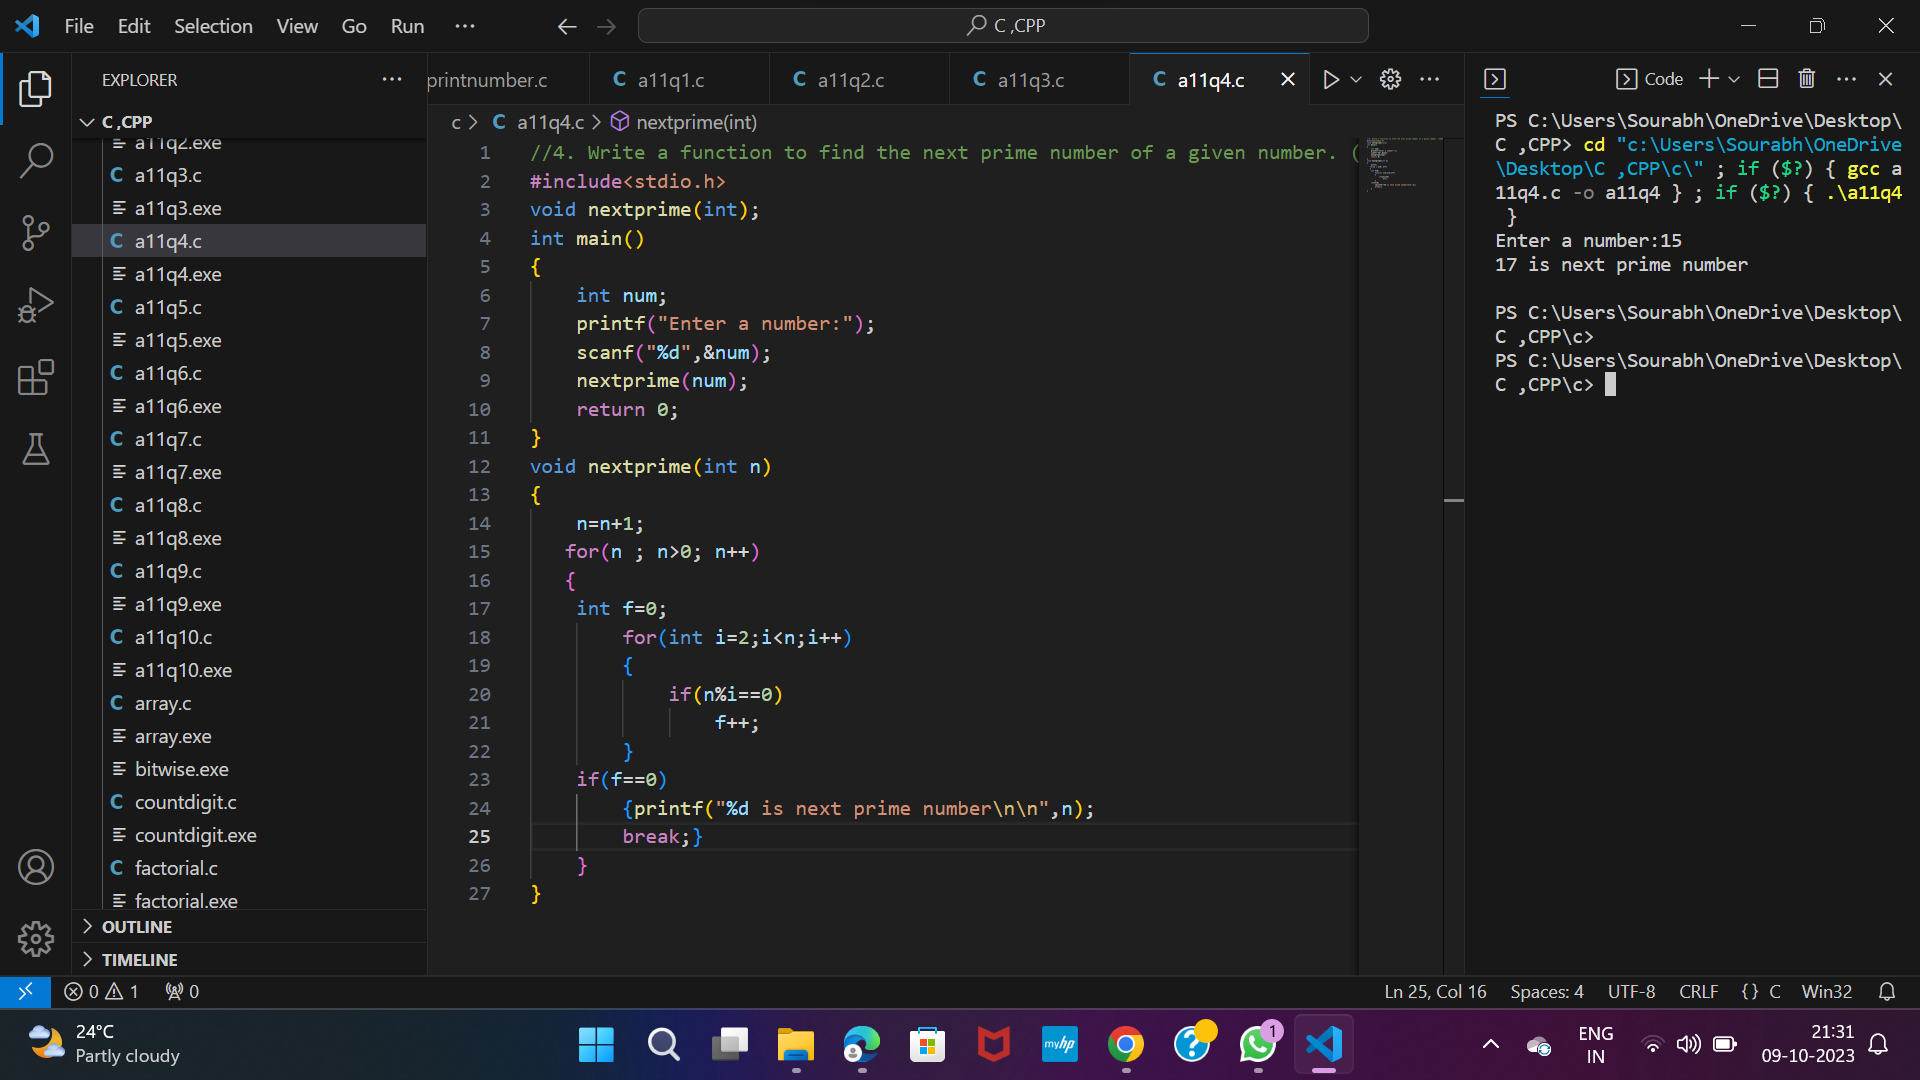 File Edit Selection View Go Run ···
C ,CPP
EXPLORER ···
C ,CPP
a11q2.exe
C a11q3.c
a11q3.exe
C a11q4.c
a11q4.exe
C a11q5.c
a11q5.exe
C a11q6.c
a11q6.exe
C a11q7.c
a11q7.exe
C a11q8.c
a11q8.exe
C a11q9.c
a11q9.exe
C a11q10.c
a11q10.exe
C array.c
array.exe
bitwise.exe
C countdigit.c
countdigit.exe
C factorial.c
factorial.exe
OUTLINE
TIMELINE
printnumber.c C a11q1.c C a11q2.c C a11q3.c C a11q4.c
c > C a11q4.c > nextprime(int)
1 //4. Write a function to find the next prime number of a given number. (
2 #include<stdio.h>
3 void nextprime(int);
4 int main()
5 {
6 int num;
7 printf("Enter a number:");
8 scanf("%d",&num);
9 nextprime(num);
10 return 0;
11 }
12 void nextprime(int n)
13 {
14 n=n+1;
15 for(n ; n>0; n++)
16 {
17 int f=0;
18 for(int i=2;i<n;i++)
19 {
20 if(n%i==0)
21 f++;
22 }
23 if(f==0)
24 {printf("%d is next prime number\n\n",n);
25 break;}
26 }
27 }
Code
PS C:\Users\Sourabh\OneDrive\Desktop\
C ,CPP> cd "c:\Users\Sourabh\OneDrive
\Desktop\C ,CPP\c\" ; if ($?) { gcc a
11q4.c -o a11q4 } ; if ($?) { .\a11q4
}
Enter a number:15
17 is next prime number
PS C:\Users\Sourabh\OneDrive\Desktop\
C ,CPP\c>
PS C:\Users\Sourabh\OneDrive\Desktop\
C ,CPP\c>
0 1 0
Ln 25, Col 16 Spaces: 4 UTF-8 CRLF {} C Win32
24°C
Partly cloudy
myhp
1
ENG
IN
21:31
09-10-2023